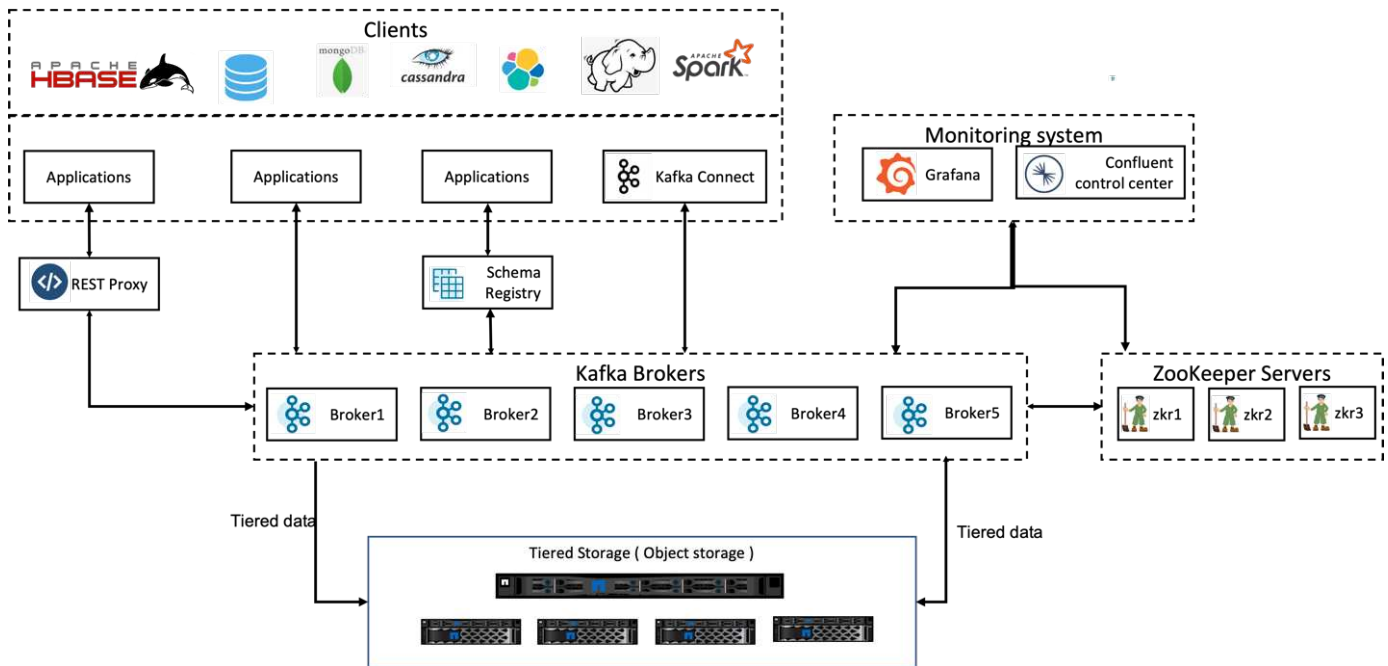 Clients
APACHE
HBASE
mongoDB
cassandra
APACHE
Spark
Applications
Applications
Applications
Kafka Connect
Monitoring system
Grafana
Confluent
control center
REST Proxy
Schema
Registry
Kafka Brokers
Broker1
Broker2
Broker3
Broker4
Broker5
ZooKeeper Servers
zkr1
zkr2
zkr3
Tiered data
Tiered data
Tiered Storage ( Object storage )